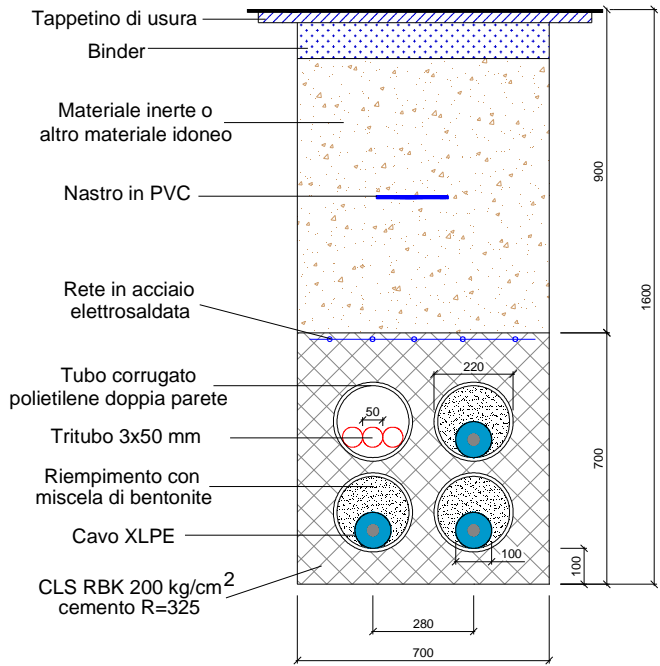 Tappetino di usura
Binder
Materiale inerte o
altro materiale idoneo
Nastro in PVC
Rete in acciaio
elettrosaldata
Tubo corrugato
polietilene doppia parete
Tritubo 3x50 mm
Riempimento con
miscela di bentonite
Cavo XLPE
CLS RBK 200 kg/cm²
cemento R=325
900
1600
220
50
700
100
100
280
700